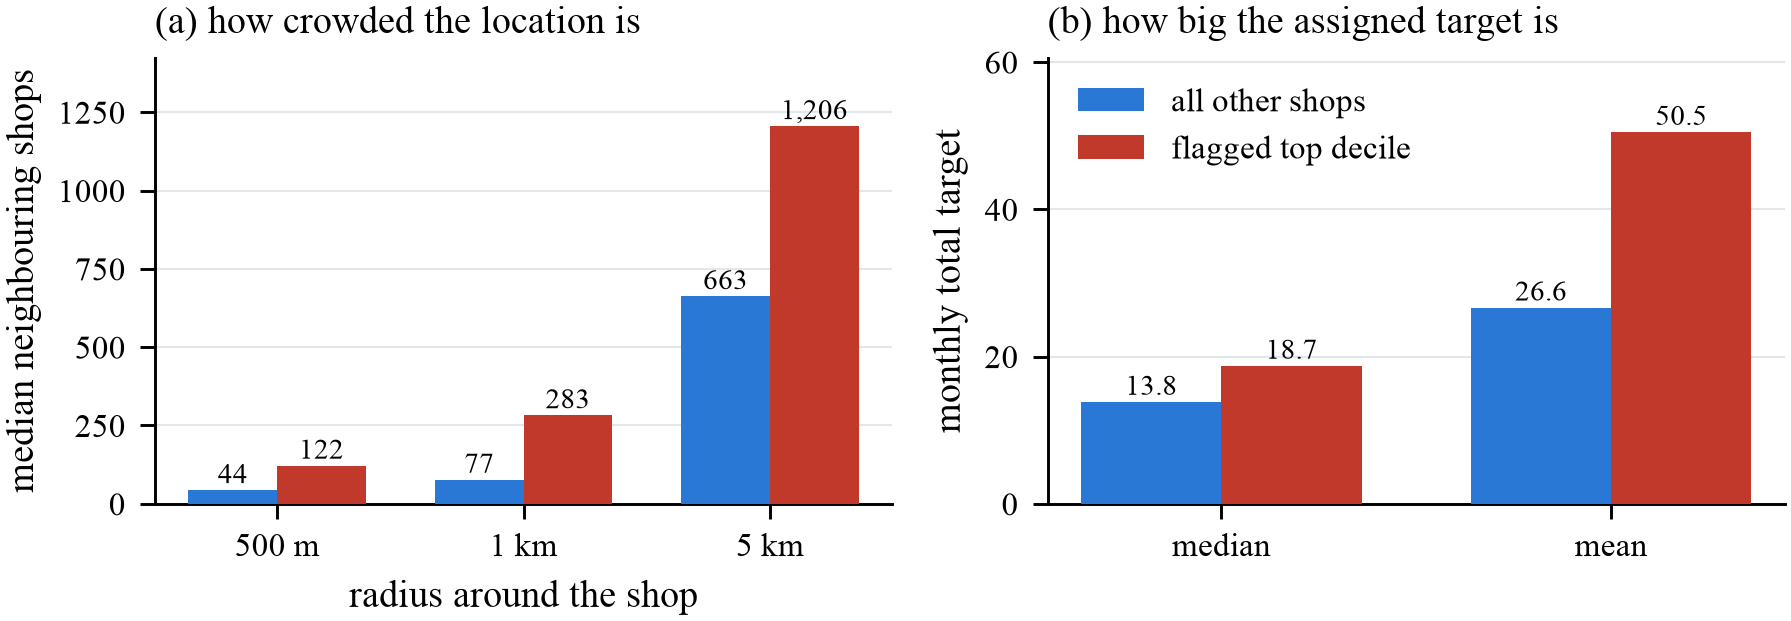 (a) how crowded the location is
median neighbouring shops
1250
1000
750
500
250
0
44
122
77
283
663
1,206
500 m
1 km
5 km
radius around the shop
(b) how big the assigned target is
monthly total target
60
40
20
0
all other shops
flagged top decile
13.8
18.7
26.6
50.5
median
mean